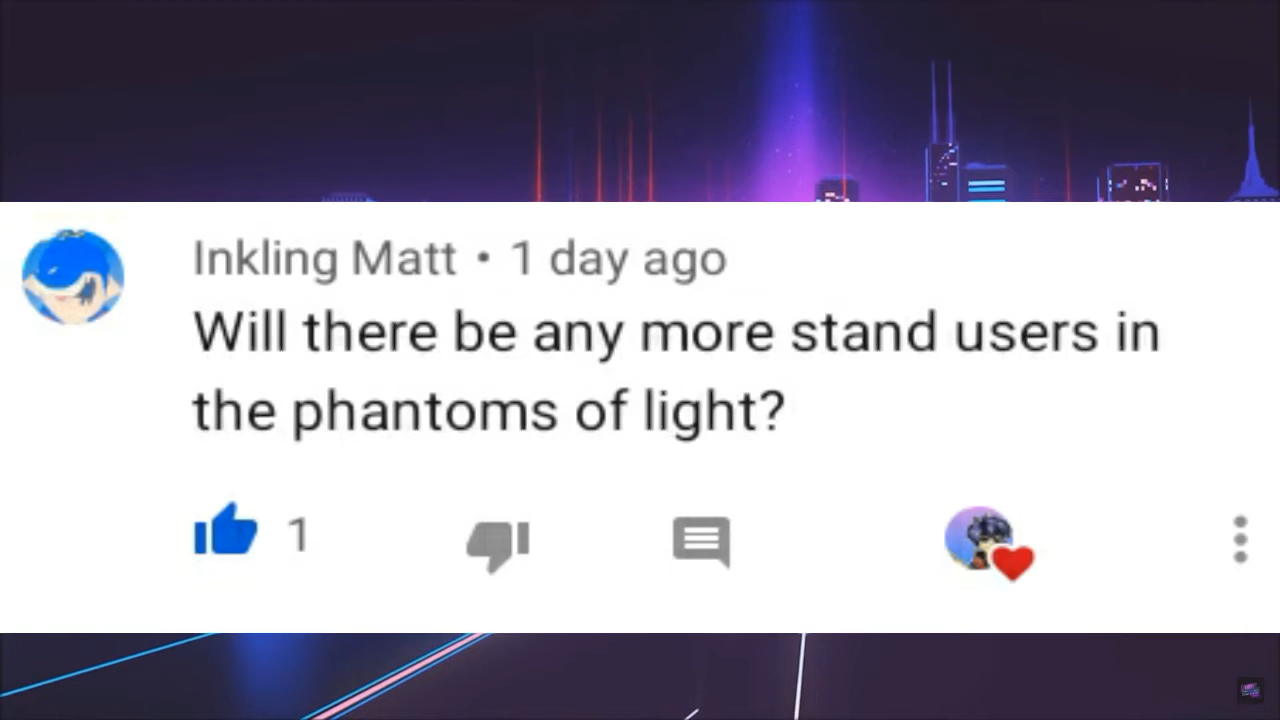 Inkling Matt • 1 day ago
Will there be any more stand users in
the phantoms of light?
1